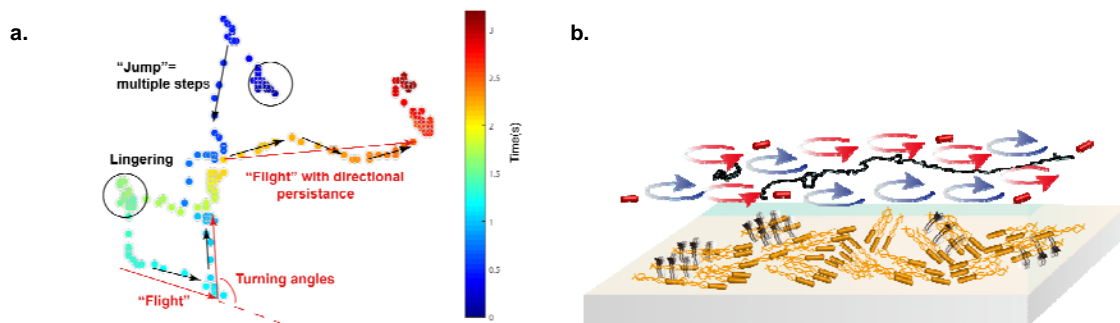 a.
b.
"Jump"=
multiple steps
Lingering
"Flight" with directional
persistance
Turning angles
"Flight"
3
2.5
2
1.5
1
0.5
0
Time(s)